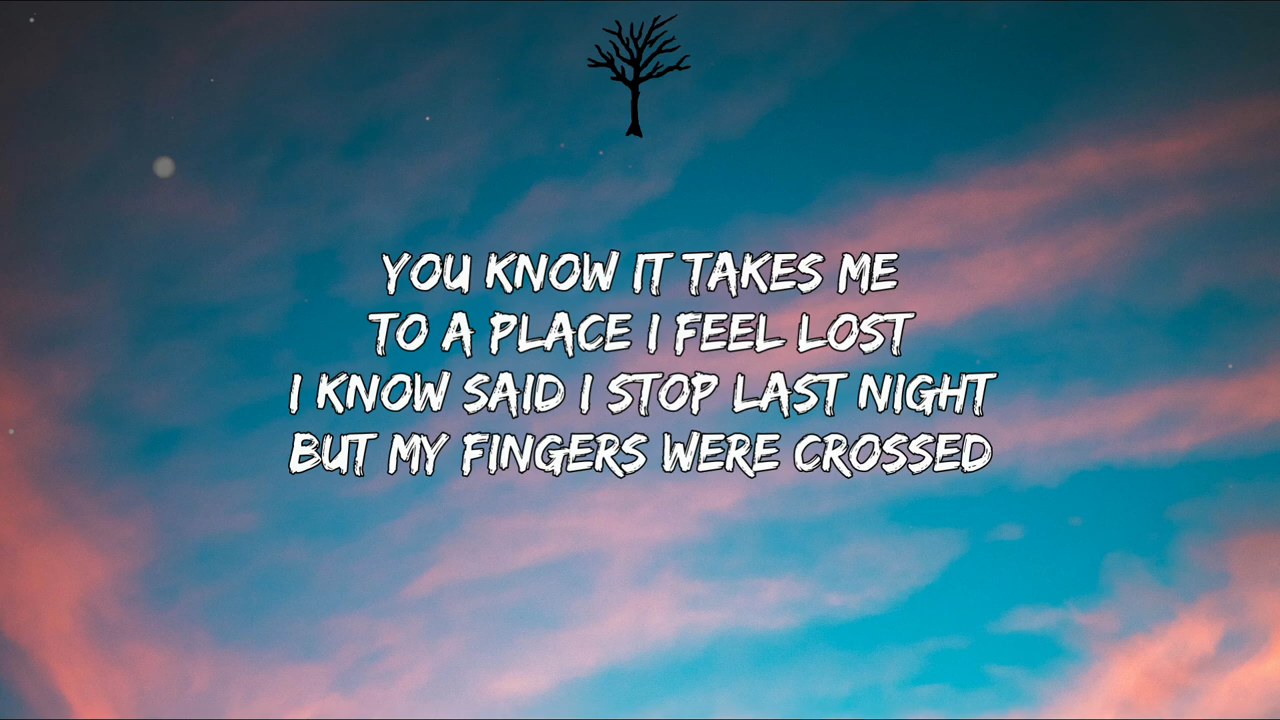 YOU KNOW IT TAKES ME
TO A PLACE I FEEL LOST
I KNOW SAID I STOP LAST NIGHT
BUT MY FINGERS WERE CROSSED